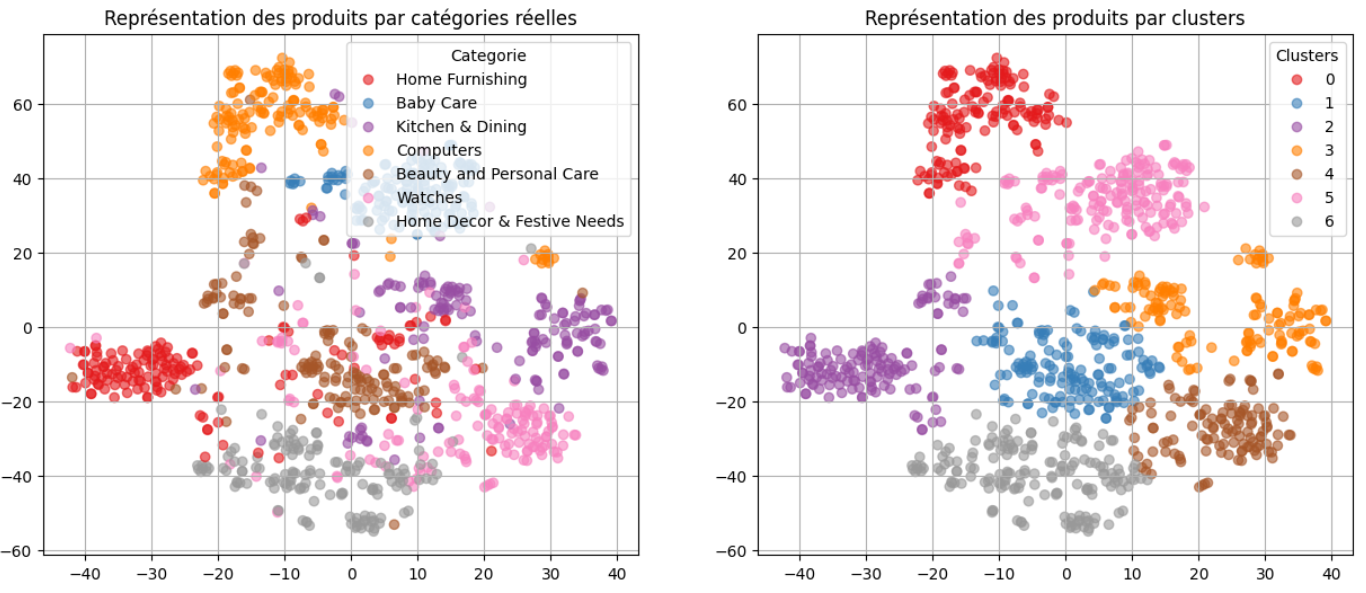 Représentation des produits par catégories réelles
Categorie
Home Furnishing
Baby Care
Kitchen & Dining
Computers
Beauty and Personal Care
Watches
Home Decor & Festive Needs
60
40
20
0
−20
−40
−60
−40 −30 −20 −10 0 10 20 30 40
Représentation des produits par clusters
Clusters
0
1
2
3
4
5
6
60
40
20
0
−20
−40
−60
−40 −30 −20 −10 0 10 20 30 40